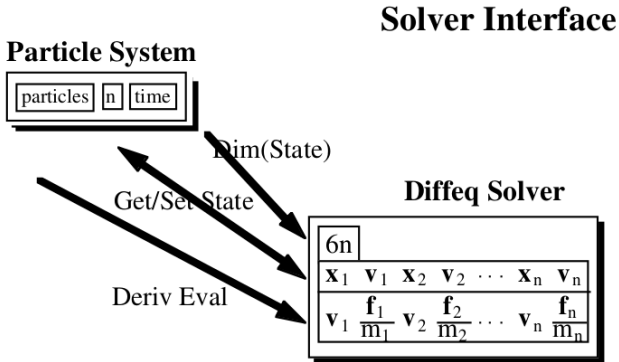 Solver Interface
Particle System
particles n time
Dim(State)
Get/Set State
Deriv Eval
Diffeq Solver
6n
x1 v1 x2 v2 ··· xn vn
v1 f1/m1 v2 f2/m2 ··· vn fn/mn